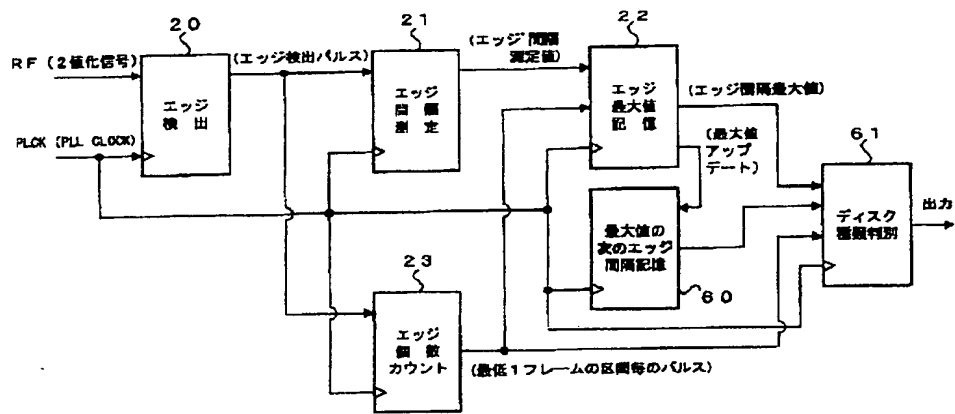 20
21
22
RF (2値化信号)
(エッジ検出パルス)
(エッジ間隔
測定値)
エッジ
検出
エッジ
間隔
測定
エッジ
最大値
記憶
(エッジ間隔最大値)
PLCK (PLL CLOCK)
(最大値
アップ
デート)
61
最大値の
次のエッジ
間隔記憶
ディスク
種類判別
出力
23
60
エッジ
個数
カウント
(最低1フレームの区間毎のパルス)